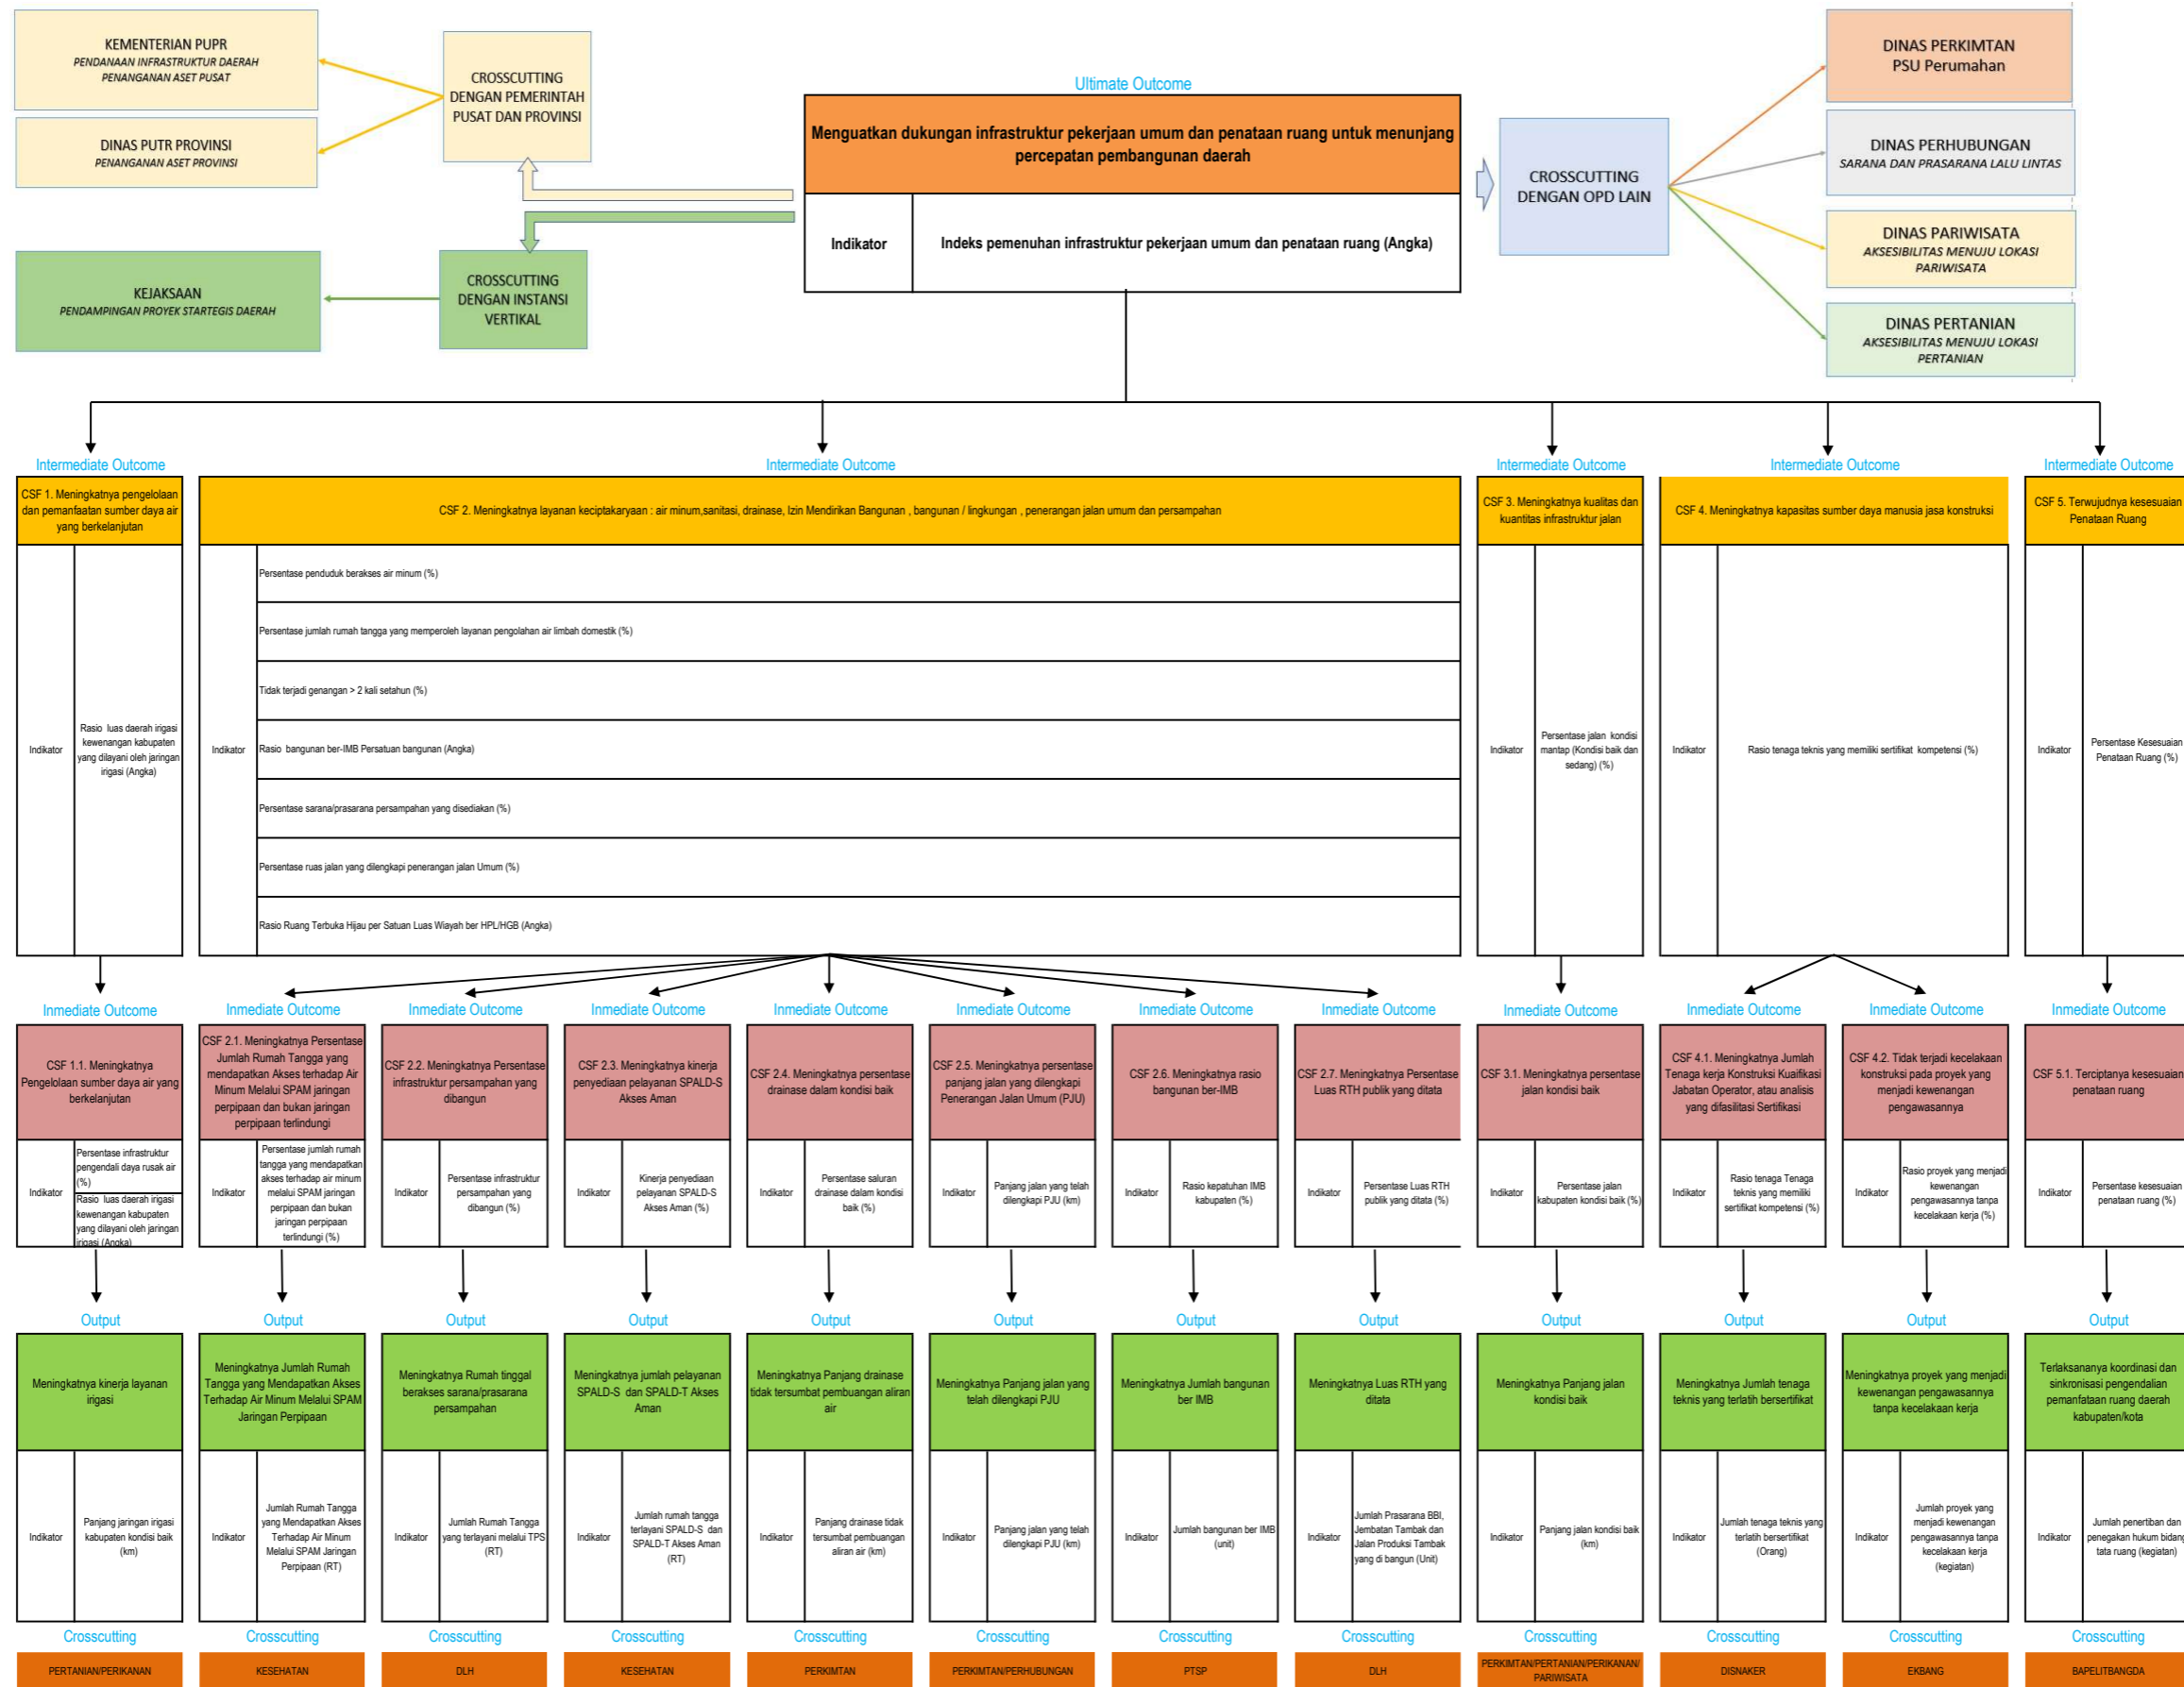 KEMENTERIAN PUPR
PENDANAAN INFRASTRUKTUR DAERAH
PENANGANAN ASET PUSAT
DINAS PUTR PROVINSI
PENANGANAN ASET PROVINSI
CROSSCUTTING
DENGAN PEMERINTAH
PUSAT DAN PROVINSI
KEJAKSAAN
PENDAMPINGAN PROYEK STARTEGIS DAERAH
CROSSCUTTING
DENGAN INSTANSI
VERTIKAL
Ultimate Outcome
Menguatkan dukungan infrastruktur pekerjaan umum dan penataan ruang untuk menunjang
percepatan pembangunan daerah
Indikator
Indeks pemenuhan infrastruktur pekerjaan umum dan penataan ruang (Angka)
CROSSCUTTING
DENGAN OPD LAIN
DINAS PERKIMTAN
PSU Perumahan
DINAS PERHUBUNGAN
SARANA DAN PRASARANA LALU LINTAS
DINAS PARIWISATA
AKSESIBILITAS MENUJU LOKASI
PARIWISATA
DINAS PERTANIAN
AKSESIBILITAS MENUJU LOKASI
PERTANIAN
Intermediate Outcome
CSF 1. Meningkatnya pengelolaan
dan pemanfaatan sumber daya air
yang berkelanjutan
Indikator
Rasio luas daerah irigasi
kewenangan kabupaten
yang dilayani oleh jaringan
irigasi (Angka)
Intermediate Outcome
CSF 2. Meningkatnya layanan keciptakaryaan : air minum,sanitasi, drainase, Izin Mendirikan Bangunan , bangunan / lingkungan , penerangan jalan umum dan persampahan
Indikator
Persentase penduduk berakses air minum (%)
Persentase jumlah rumah tangga yang memperoleh layanan pengolahan air limbah domestik (%)
Tidak terjadi genangan > 2 kali setahun (%)
Rasio bangunan ber-IMB Persatuan bangunan (Angka)
Persentase sarana/prasarana persampahan yang disediakan (%)
Persentase ruas jalan yang dilengkapi penerangan jalan Umum (%)
Rasio Ruang Terbuka Hijau per Satuan Luas Wiayah ber HPL/HGB (Angka)
Intermediate Outcome
CSF 3. Meningkatnya kualitas dan
kuantitas infrastruktur jalan
Indikator
Persentase jalan kondisi
mantap (Kondisi baik dan
sedang) (%)
Intermediate Outcome
CSF 4. Meningkatnya kapasitas sumber daya manusia jasa konstruksi
Indikator
Rasio tenaga teknis yang memiliki sertifikat kompetensi (%)
Intermediate Outcome
CSF 5. Terwujudnya kesesuaian
Penataan Ruang
Indikator
Persentase Kesesuaian
Penataan Ruang (%)
Inmediate Outcome
CSF 1.1. Meningkatnya
Pengelolaan sumber daya air yang
berkelanjutan
Indikator
Persentase infrastruktur
pengendali daya rusak air
(%)
Rasio luas daerah irigasi
kewenangan kabupaten
yang dilayani oleh jaringan
irigasi (Angka)
Inmediate Outcome
CSF 2.1. Meningkatnya Persentase
Jumlah Rumah Tangga yang
mendapatkan Akses terhadap Air
Minum Melalui SPAM jaringan
perpipaan dan bukan jaringan
perpipaan terlindungi
Indikator
Persentase jumlah rumah
tangga yang mendapatkan
akses terhadap air minum
melalui SPAM jaringan
perpipaan dan bukan
jaringan perpipaan
terlindungi (%)
Inmediate Outcome
CSF 2.2. Meningkatnya Persentase
infrastruktur persampahan yang
dibangun
Indikator
Persentase infrastruktur
persampahan yang
dibangun (%)
Inmediate Outcome
CSF 2.3. Meningkatnya kinerja
penyediaan pelayanan SPALD-S
Akses Aman
Indikator
Kinerja penyediaan
pelayanan SPALD-S
Akses Aman (%)
Inmediate Outcome
CSF 2.4. Meningkatnya persentase
drainase dalam kondisi baik
Indikator
Persentase saluran
drainase dalam kondisi
baik (%)
Inmediate Outcome
CSF 2.5. Meningkatnya persentase
panjang jalan yang dilengkapi
Penerangan Jalan Umum (PJU)
Indikator
Panjang jalan yang telah
dilengkapi PJU (km)
Inmediate Outcome
CSF 2.6. Meningkatnya rasio
bangunan ber-IMB
Indikator
Rasio kepatuhan IMB
kabupaten (%)
Inmediate Outcome
CSF 2.7. Meningkatnya Persentase
Luas RTH publik yang ditata
Indikator
Persentase Luas RTH
publik yang ditata (%)
Inmediate Outcome
CSF 3.1. Meningkatnya persentase
jalan kondisi baik
Indikator
Persentase jalan
kabupaten kondisi baik (%)
Inmediate Outcome
CSF 4.1. Meningkatnya Jumlah
Tenaga kerja Konstruksi Kuaifikasi
Jabatan Operator, atau analisis
yang difasilitasi Sertifikasi
Indikator
Rasio tenaga Tenaga
teknis yang memiliki
sertifikat kompetensi (%)
Inmediate Outcome
CSF 4.2. Tidak terjadi kecelakaan
konstruksi pada proyek yang
menjadi kewenangan
pengawasannya
Indikator
Rasio proyek yang menjadi
kewenangan
pengawasannya tanpa
kecelakaan kerja (%)
Inmediate Outcome
CSF 5.1. Terciptanya kesesuaian
penataan ruang
Indikator
Persentase kesesuaian
penataan ruang (%)
Output
Meningkatnya kinerja layanan
irigasi
Indikator
Panjang jaringan irigasi
kabupaten kondisi baik
(km)
Crosscutting
PERTANIAN/PERIKANAN
Output
Meningkatnya Jumlah Rumah
Tangga yang Mendapatkan Akses
Terhadap Air Minum Melalui SPAM
Jaringan Perpipaan
Indikator
Jumlah Rumah Tangga
yang Mendapatkan Akses
Terhadap Air Minum
Melalui SPAM Jaringan
Perpipaan (RT)
Crosscutting
KESEHATAN
Output
Meningkatnya Rumah tinggal
berakses sarana/prasarana
persampahan
Indikator
Jumlah Rumah Tangga
yang terlayani melalui TPS
(RT)
Crosscutting
DLH
Output
Meningkatnya jumlah pelayanan
SPALD-S dan SPALD-T Akses
Aman
Indikator
Jumlah rumah tangga
terlayani SPALD-S dan
SPALD-T Akses Aman
(RT)
Crosscutting
KESEHATAN
Output
Meningkatnya Panjang drainase
tidak tersumbat pembuangan aliran
air
Indikator
Panjang drainase tidak
tersumbat pembuangan
aliran air (km)
Crosscutting
PERKIMTAN
Output
Meningkatnya Panjang jalan yang
telah dilengkapi PJU
Indikator
Panjang jalan yang telah
dilengkapi PJU (km)
Crosscutting
PERKIMTAN/PERHUBUNGAN
Output
Meningkatnya Jumlah bangunan
ber IMB
Indikator
Jumlah bangunan ber IMB
(unit)
Crosscutting
PTSP
Output
Meningkatnya Luas RTH yang
ditata
Indikator
Jumlah Prasarana BBI,
Jembatan Tambak dan
Jalan Produksi Tambak
yang di bangun (Unit)
Crosscutting
DLH
Output
Meningkatnya Panjang jalan
kondisi baik
Indikator
Panjang jalan kondisi baik
(km)
Crosscutting
PERKIMTAN/PERTANIAN/PERIKANAN/
PARIWISATA
Output
Meningkatnya Jumlah tenaga
teknis yang terlatih bersertifikat
Indikator
Jumlah tenaga teknis yang
terlatih bersertifikat
(Orang)
Crosscutting
DISNAKER
Output
Meningkatnya proyek yang menjadi
kewenangan pengawasannya
tanpa kecelakaan kerja
Indikator
Jumlah proyek yang
menjadi kewenangan
pengawasannya tanpa
kecelakaan kerja
(kegiatan)
Crosscutting
EKBANG
Output
Terlaksananya koordinasi dan
sinkronisasi pengendalian
pemanfataan ruang daerah
kabupaten/kota
Indikator
Jumlah penertiban dan
penegakan hukum bidang
tata ruang (kegiatan)
Crosscutting
BAPELITBANGDA